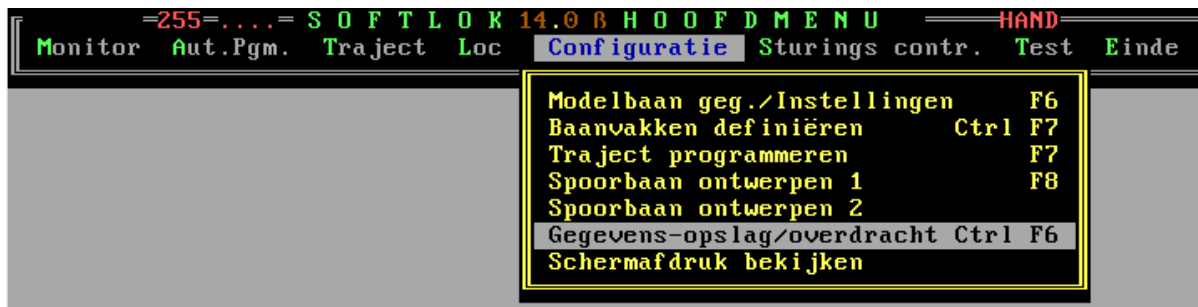 =255=....= S O F T L O K 14.0 ß H O O F D M E N U ═════HAND═
Monitor Aut.Pgm. Traject Loc Configuratie Sturings contr. Test Einde
Modelbaan geg./Instellingen F6
Baanvakken definiëren Ctrl F7
Traject programmeren F7
Spoorbaan ontwerpen 1 F8
Spoorbaan ontwerpen 2
Gegevens-opslag/overdracht Ctrl F6
Schermafdruk bekijken